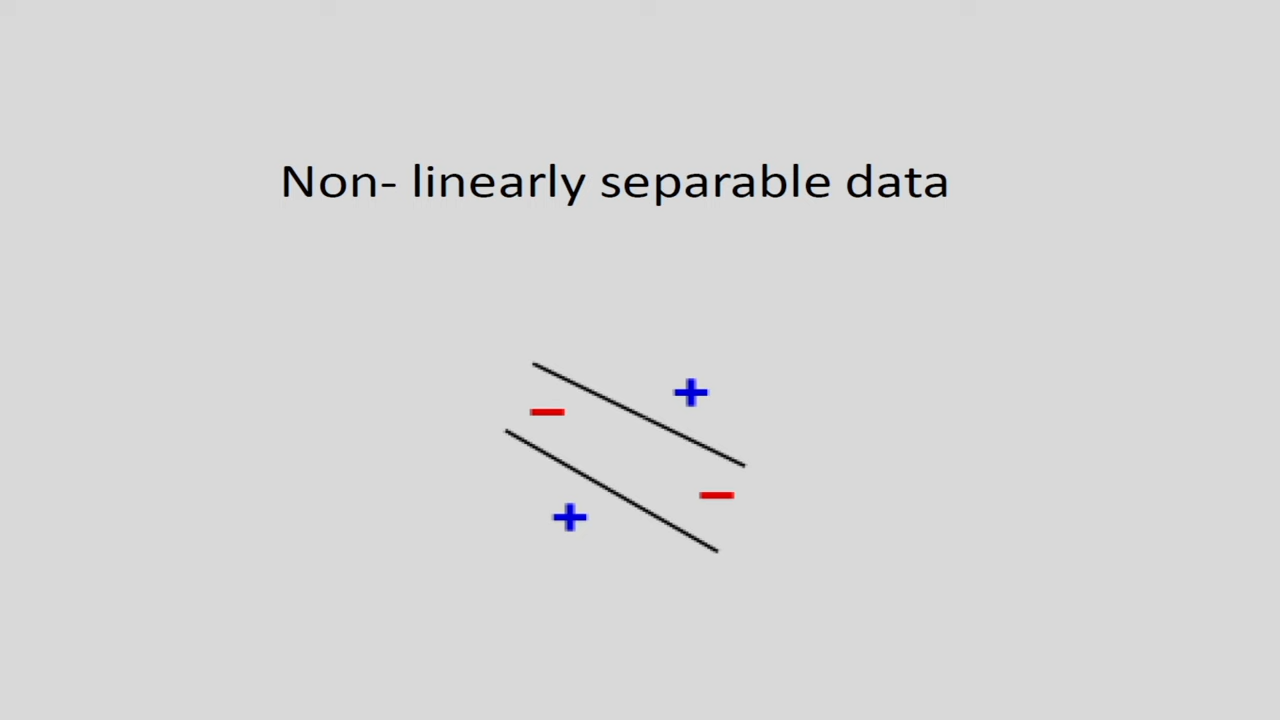 Non- linearly separable data
+
−
−
+